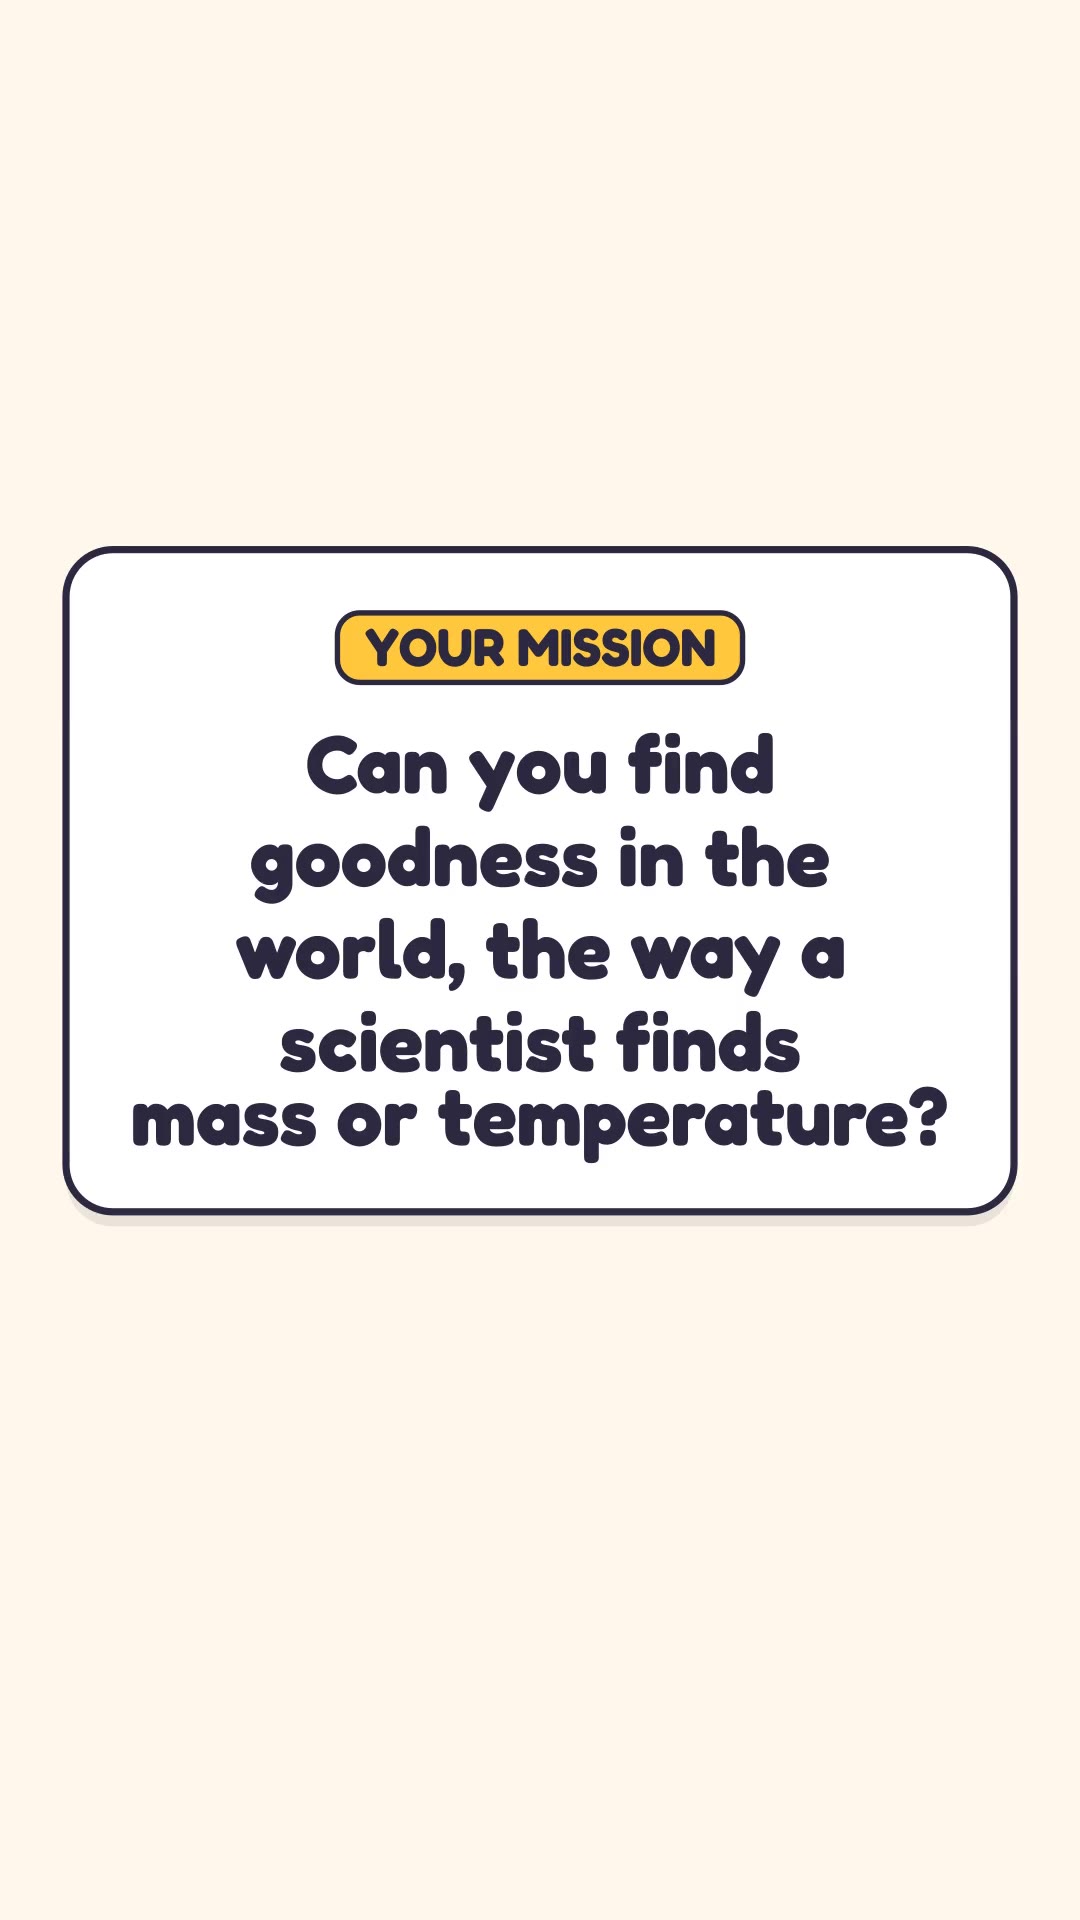 YOUR MISSION
Can you find
goodness in the
world, the way a
scientist finds
mass or temperature?